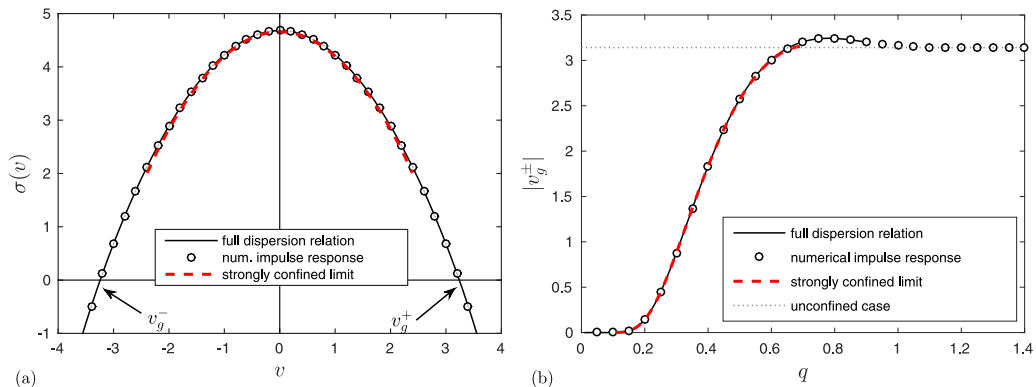 5
4
3
2
1
0
-1
σ(v)
full dispersion relation
num. impulse response
strongly confined limit
v_g^-
v_g^+
-4
-3
-2
-1
0
1
2
3
4
v
(a)
3.5
3
2.5
2
1.5
1
0.5
0
|v_g^±|
full dispersion relation
numerical impulse response
strongly confined limit
unconfined case
0
0.2
0.4
0.6
0.8
1
1.2
1.4
q
(b)